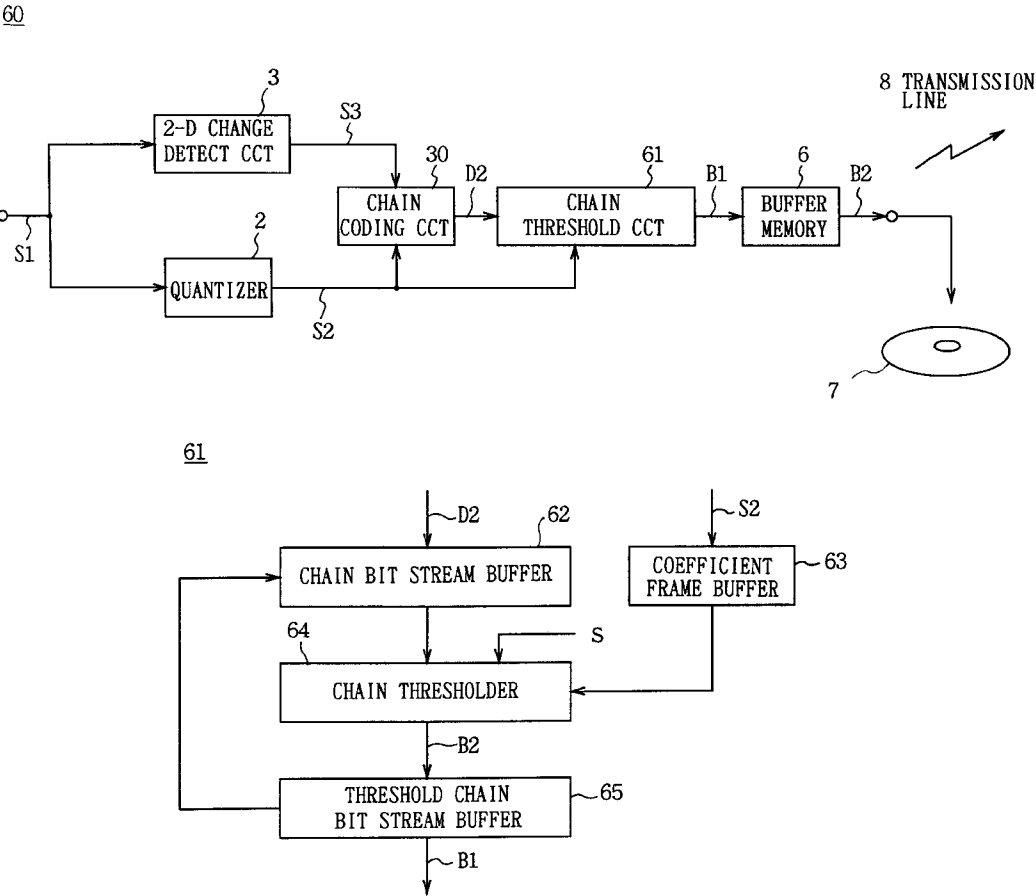 60
8 TRANSMISSION
LINE
3
2-D CHANGE
DETECT CCT
S3
30
CHAIN
CODING CCT
D2
61
CHAIN
THRESHOLD CCT
B1
6
BUFFER
MEMORY
B2
S1
2
QUANTIZER
S2
7
61
D2
62
CHAIN BIT STREAM BUFFER
S2
COEFFICIENT
FRAME BUFFER
63
64
S
CHAIN THRESHOLDER
B2
THRESHOLD CHAIN
BIT STREAM BUFFER
65
B1